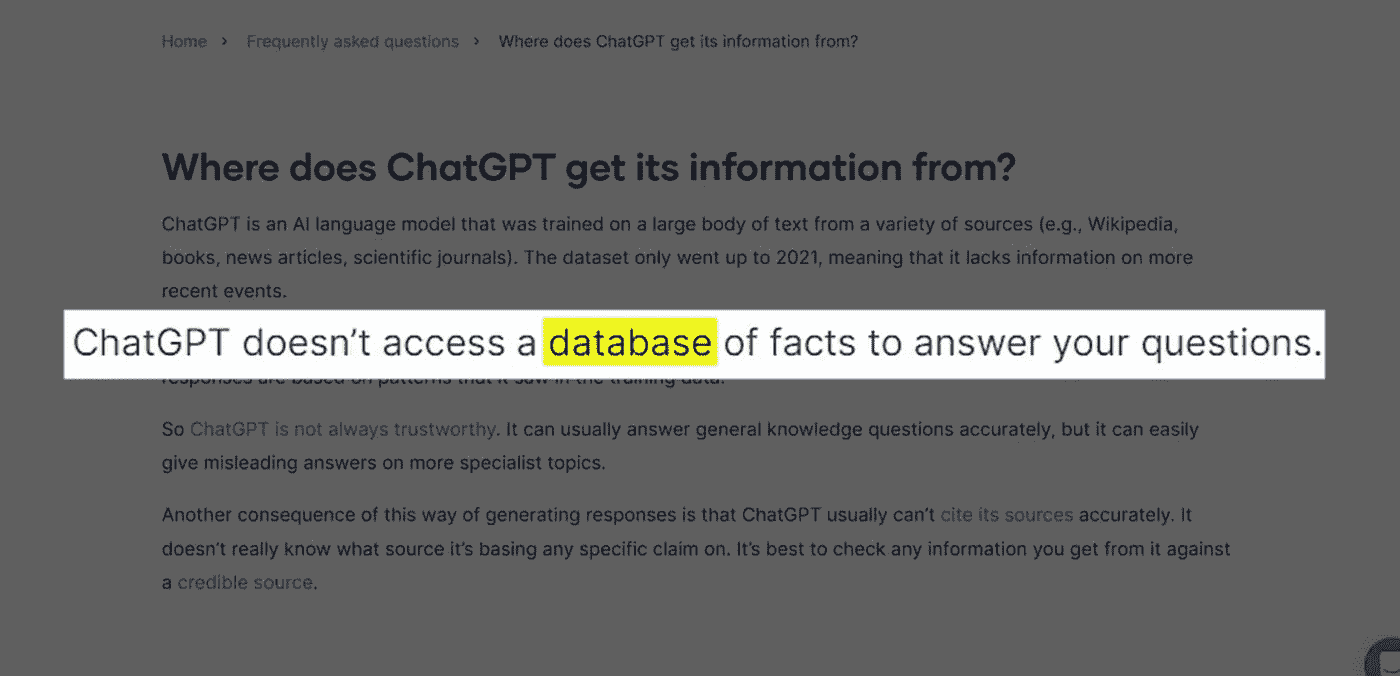 Home › Frequently asked questions › Where does ChatGPT get its information from?
Where does ChatGPT get its information from?
ChatGPT is an AI language model that was trained on a large body of text from a variety of sources (e.g., Wikipedia,
books, news articles, scientific journals). The dataset only went up to 2021, meaning that it lacks information on more
recent events.
ChatGPT doesn’t access a database of facts to answer your questions.
responses are based on patterns that it saw in the training data.
So ChatGPT is not always trustworthy. It can usually answer general knowledge questions accurately, but it can easily
give misleading answers on more specialist topics.
Another consequence of this way of generating responses is that ChatGPT usually can’t cite its sources accurately. It
doesn’t really know what source it’s basing any specific claim on. It’s best to check any information you get from it against
a credible source.